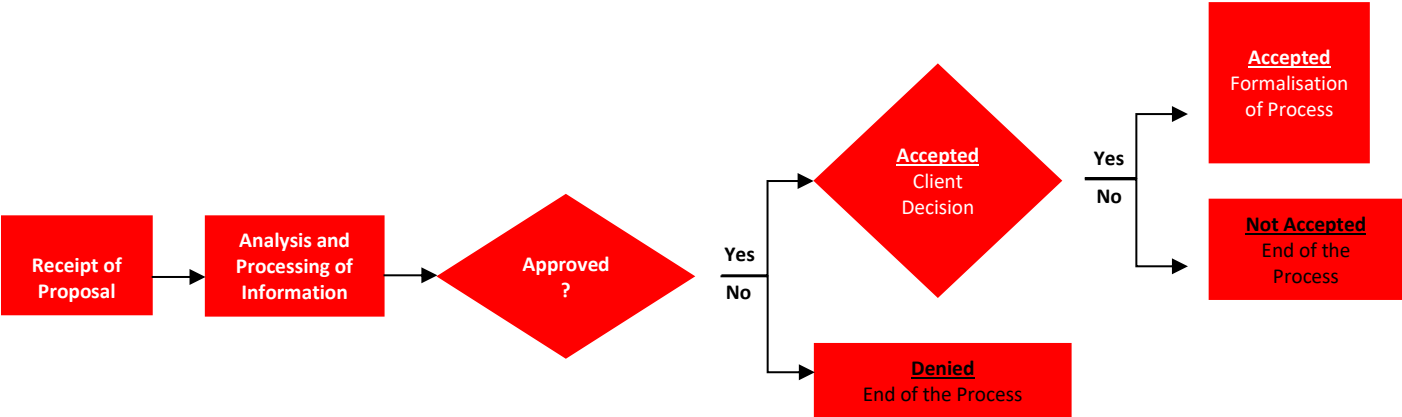 Receipt of
Proposal
Analysis and
Processing of
Information
Approved
?
Yes
No
Accepted
Client
Decision
Denied
End of the Process
Yes
No
Accepted
Formalisation
of Process
Not Accepted
End of the
Process